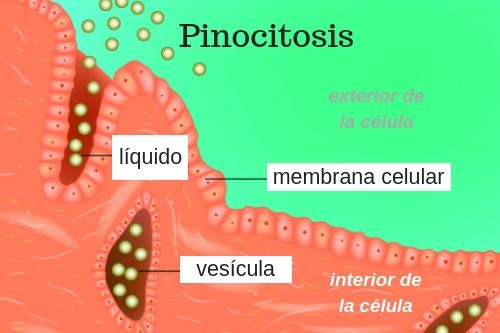 Pinocitosis
exterior de
la célula
líquido
membrana celular
vesícula
interior de
la célula